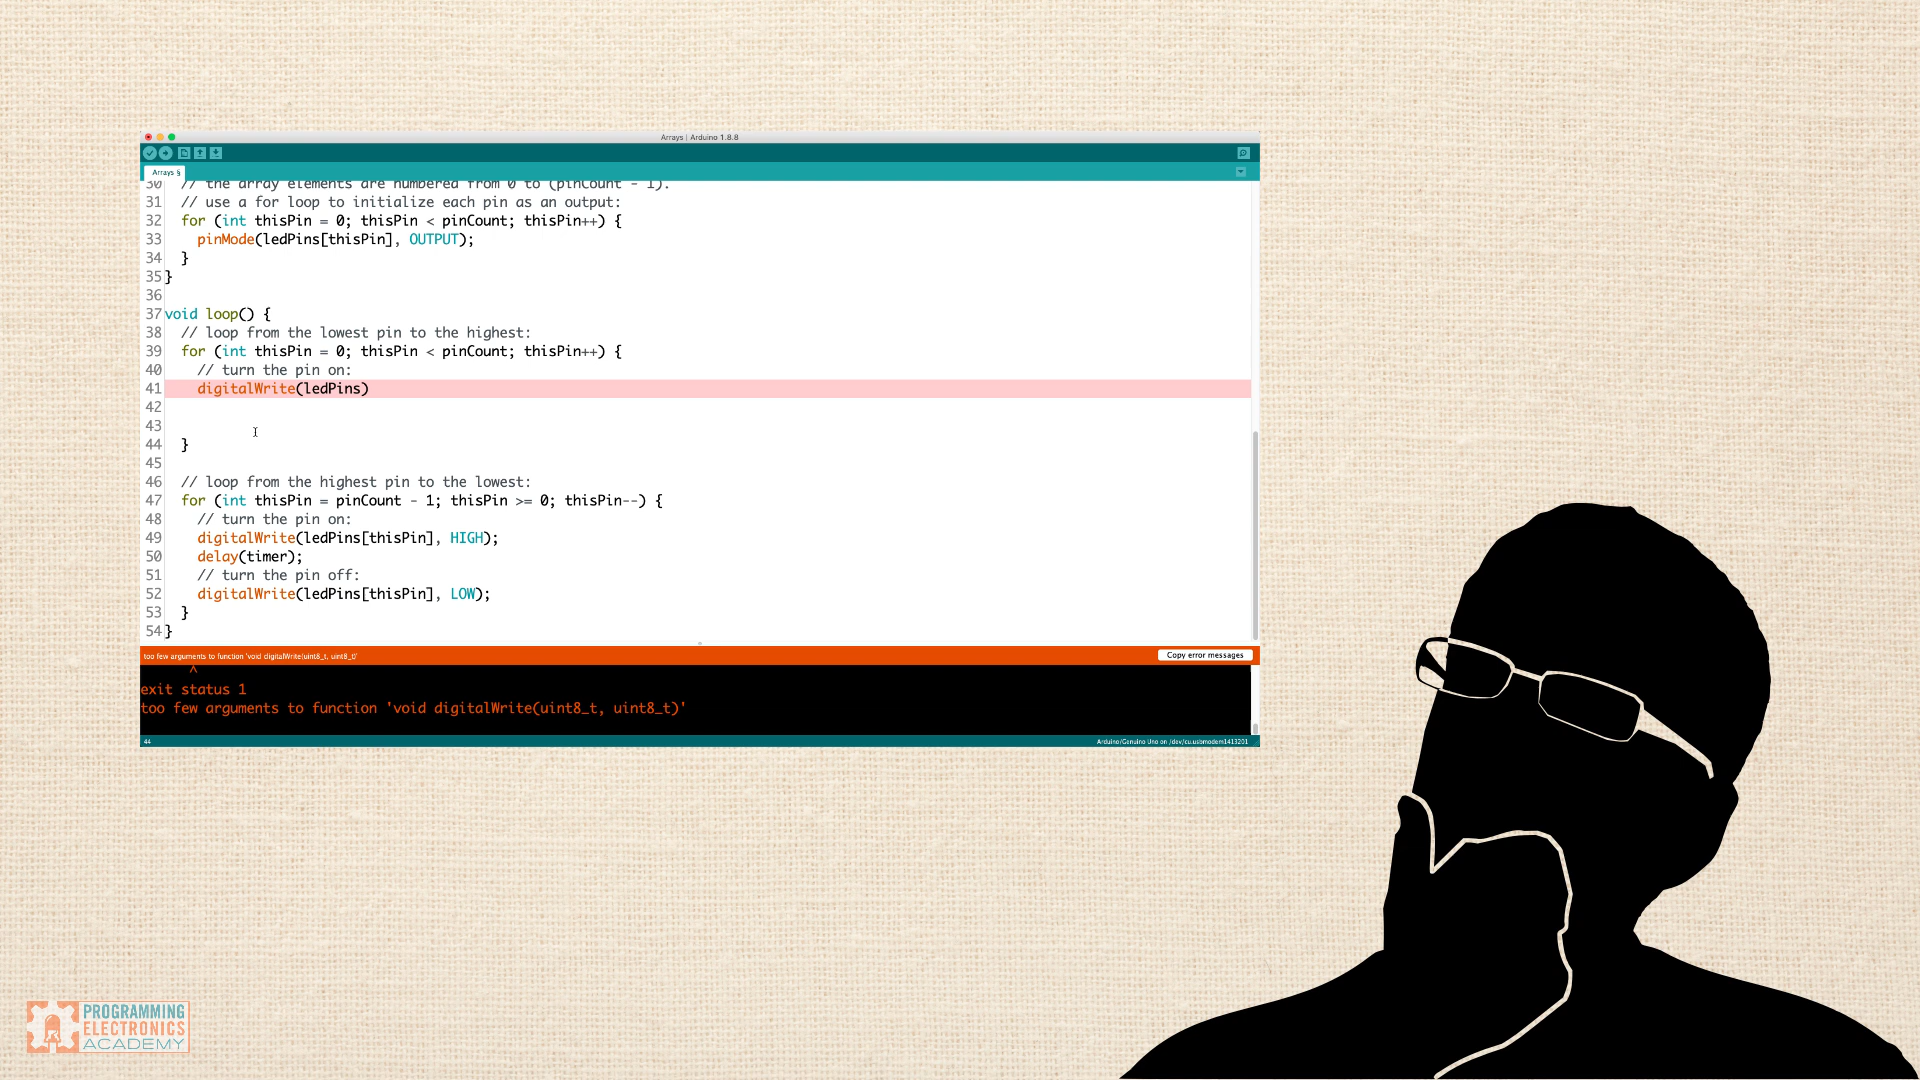 Arrays | Arduino 1.8.8
Arrays §
30 // the array elements are numbered from 0 to (pinCount - 1).
31 // use a for loop to initialize each pin as an output:
32 for (int thisPin = 0; thisPin < pinCount; thisPin++) {
33 pinMode(ledPins[thisPin], OUTPUT);
34 }
35 }
36
37 void loop() {
38 // loop from the lowest pin to the highest:
39 for (int thisPin = 0; thisPin < pinCount; thisPin++) {
40 // turn the pin on:
41 digitalWrite(ledPins)
42
43
44 }
45
46 // loop from the highest pin to the lowest:
47 for (int thisPin = pinCount - 1; thisPin >= 0; thisPin--) {
48 // turn the pin on:
49 digitalWrite(ledPins[thisPin], HIGH);
50 delay(timer);
51 // turn the pin off:
52 digitalWrite(ledPins[thisPin], LOW);
53 }
54 }
too few arguments to function 'void digitalWrite(uint8_t, uint8_t)'
Copy error messages
^
exit status 1
too few arguments to function 'void digitalWrite(uint8_t, uint8_t)'
44
Arduino/Genuino Uno on /dev/cu.usbmodem1413201
PROGRAMMING
ELECTRONICS
ACADEMY